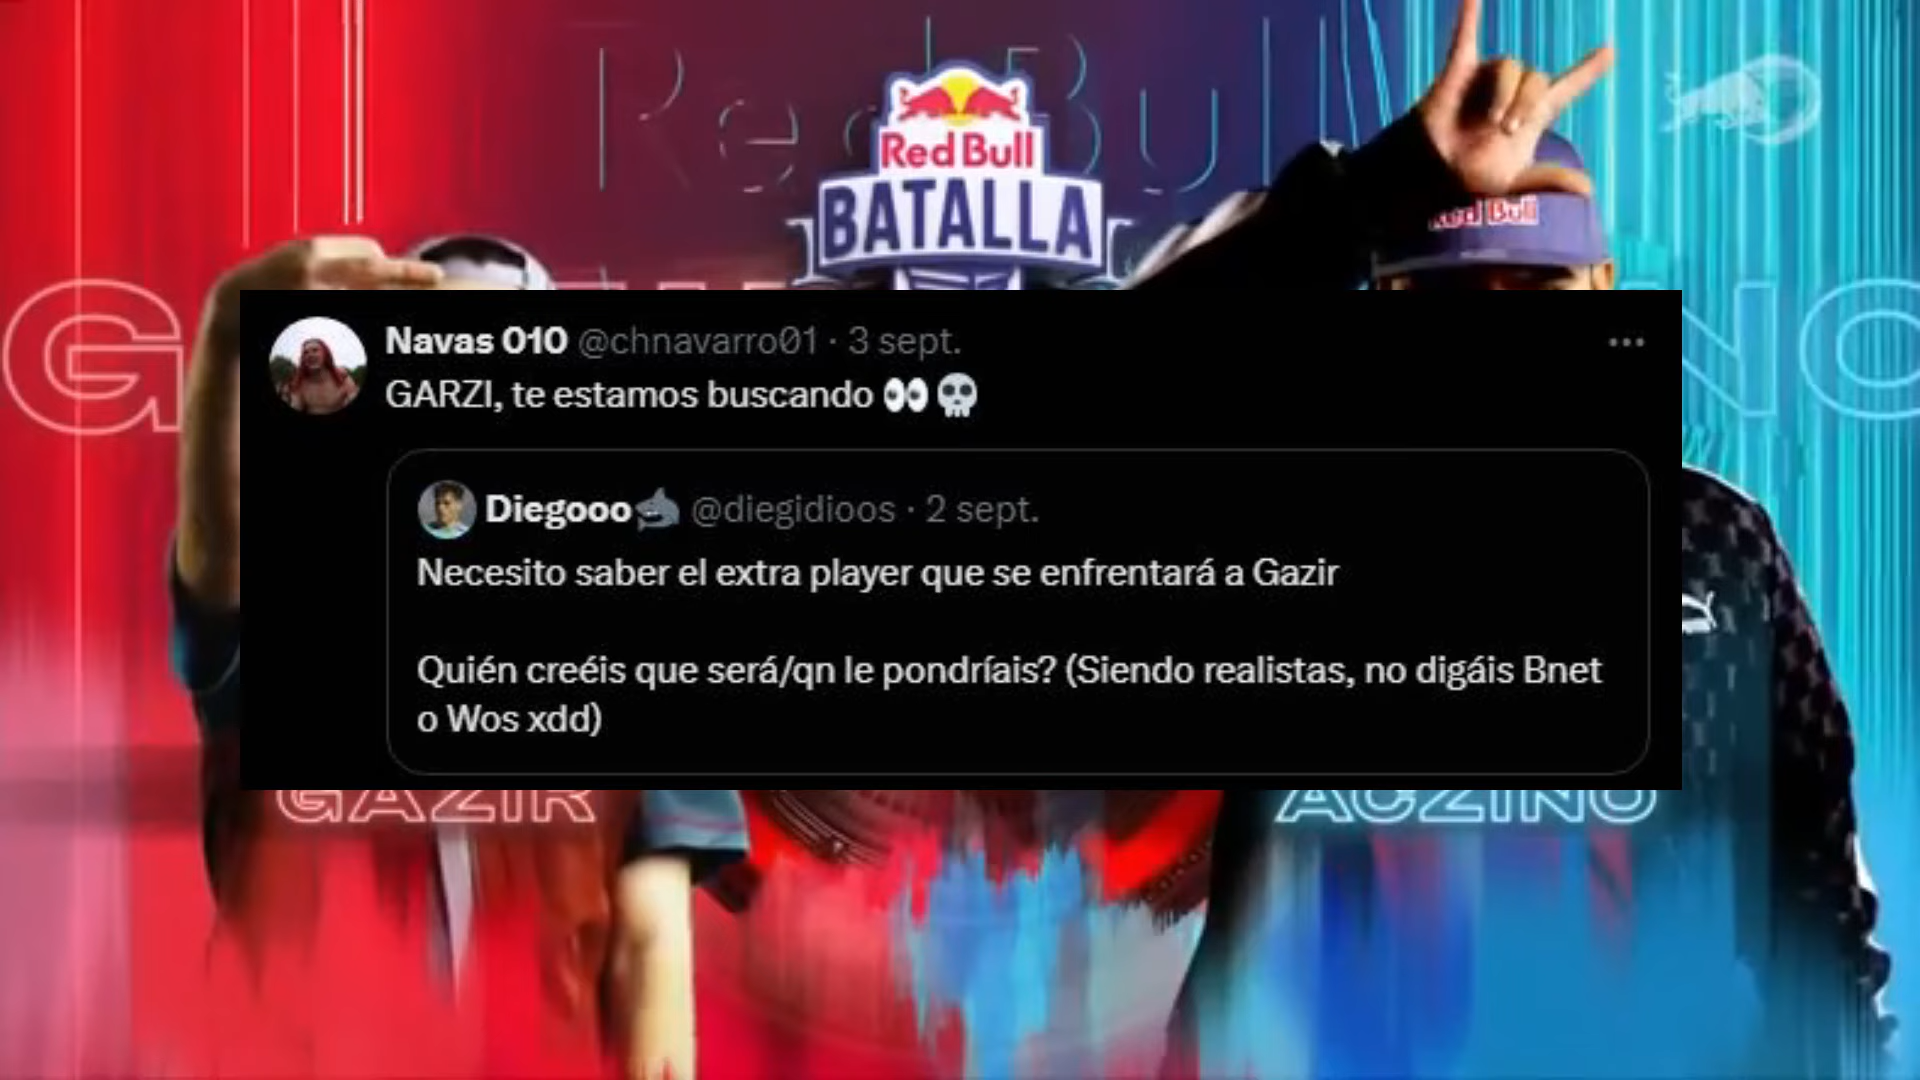 Red Bull
Red Bull
BATALLA
Red Bull
Navas 010 @chnavarro01 · 3 sept.
GARZI, te estamos buscando 👀💀
Diegooo🦈 @diegidioos · 2 sept.
Necesito saber el extra player que se enfrentará a Gazir
Quién creéis que será/qn le pondríais? (Siendo realistas, no digáis Bnet
o Wos xdd)
GAZIR
ACZINO